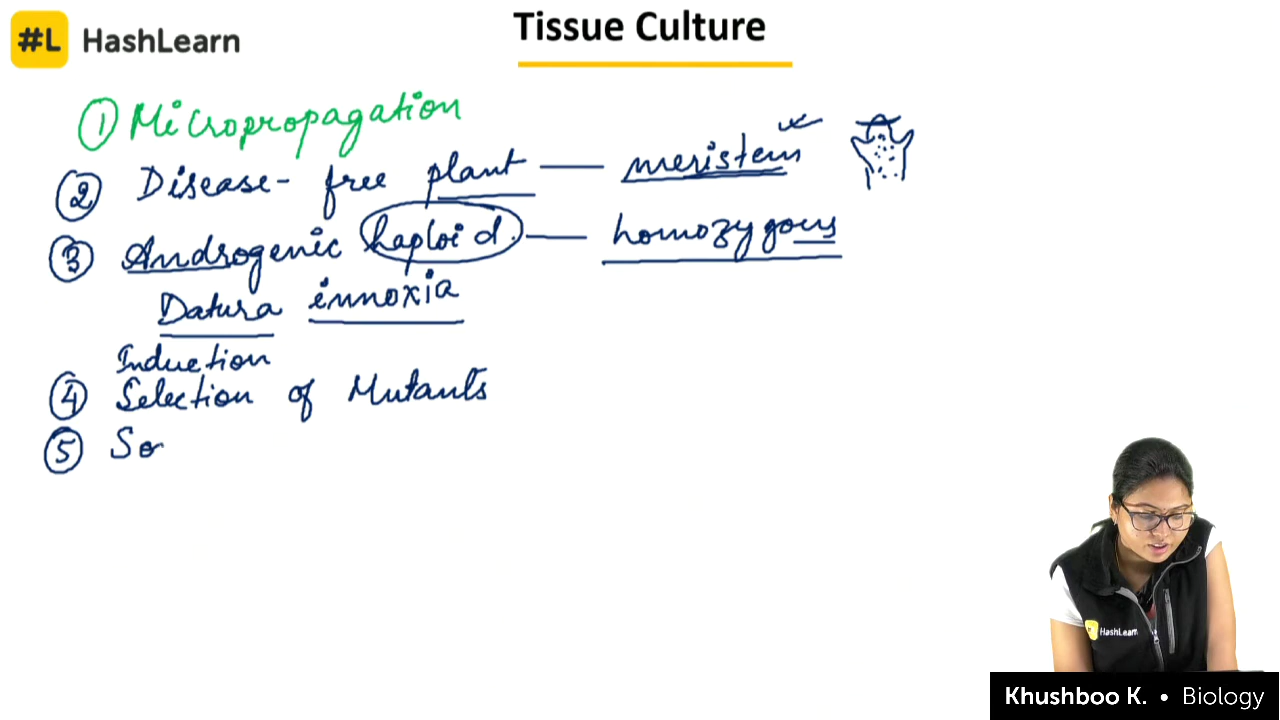 #L HashLearn
Tissue Culture
① Micropropagation
② Disease-free plant — meristem
③ Androgenic haploid. — homozygous
Datura innoxia
Induction
④ Selection of Mutants
⑤ So
HashLearn
Khushboo K. • Biology